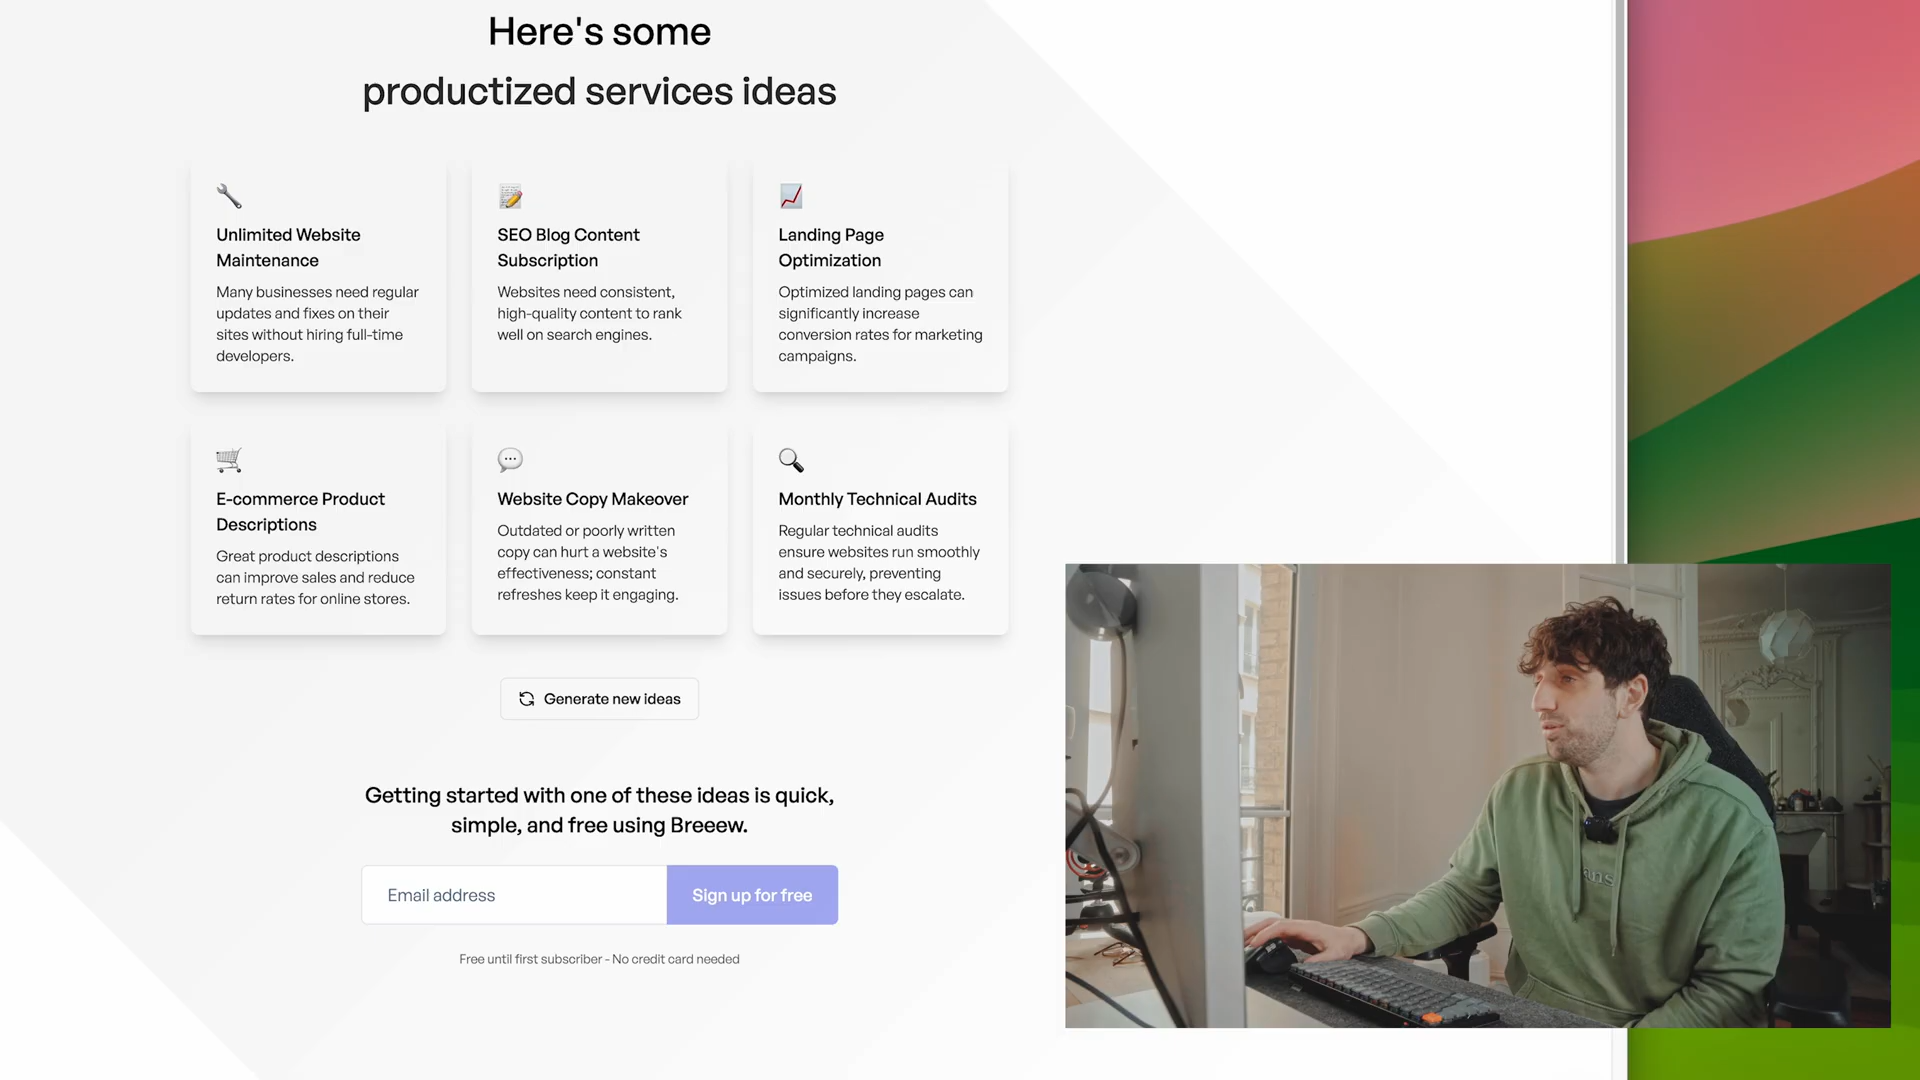 Here's some
productized services ideas
Unlimited Website
Maintenance
Many businesses need regular
updates and fixes on their
sites without hiring full-time
developers.
SEO Blog Content
Subscription
Websites need consistent,
high-quality content to rank
well on search engines.
Landing Page
Optimization
Optimized landing pages can
significantly increase
conversion rates for marketing
campaigns.
E-commerce Product
Descriptions
Great product descriptions
can improve sales and reduce
return rates for online stores.
Website Copy Makeover
Outdated or poorly written
copy can hurt a website's
effectiveness; constant
refreshes keep it engaging.
Monthly Technical Audits
Regular technical audits
ensure websites run smoothly
and securely, preventing
issues before they escalate.
Generate new ideas
Getting started with one of these ideas is quick,
simple, and free using Breeew.
Email address
Sign up for free
Free until first subscriber - No credit card needed